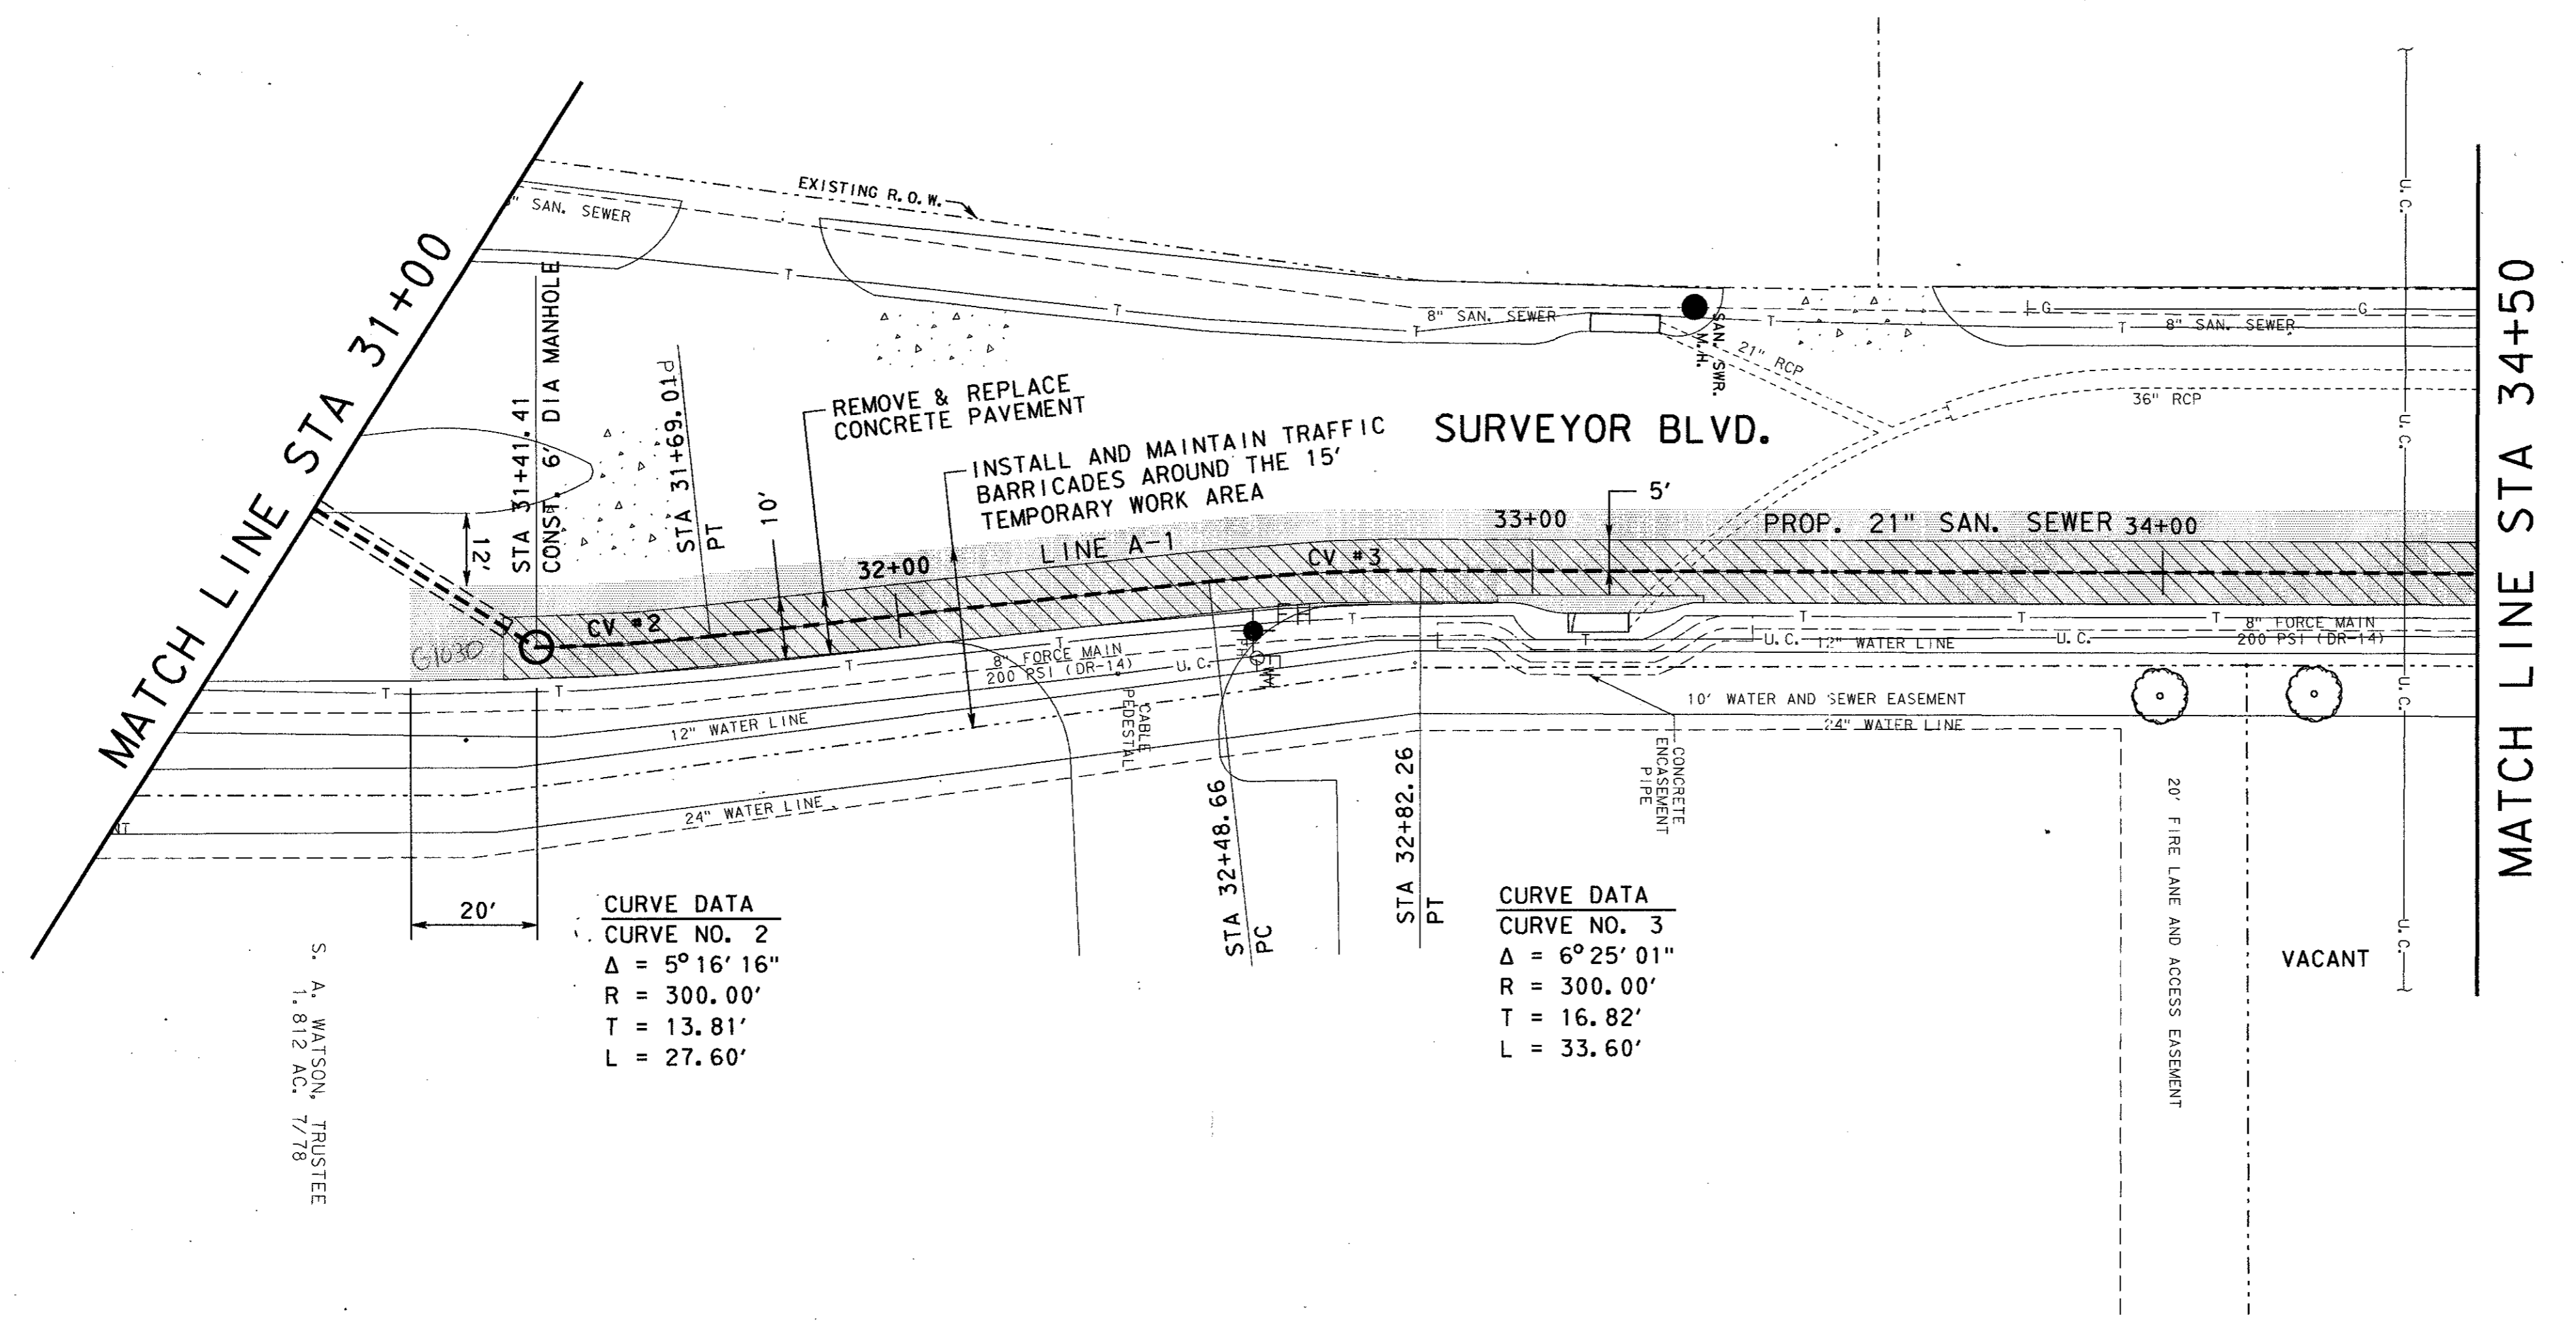 MATCH LINE STA 31+00
EXISTING R.O.W.
" SAN. SEWER
T
T
T
8" SAN. SEWER
SAN. SWR.
M.H.
T
G
G
T
8" SAN. SEWER
21" RCP
36" RCP
U.C.
U.C.
U.C.
U.C.
MATCH LINE STA 34+50
STA 31+41.41
CONST. 6' DIA MANHOLE
STA 31+69.01
PT
12'
10'
REMOVE & REPLACE
CONCRETE PAVEMENT
INSTALL AND MAINTAIN TRAFFIC
BARRICADES AROUND THE 15'
TEMPORARY WORK AREA
SURVEYOR BLVD.
5'
32+00
LINE A-1
CV #3
33+00
PROP. 21" SAN. SEWER
34+00
G1030
CV #2
T
T
T
T
FH
T
T
T
T
T
8" FORCE MAIN
200 PSI (DR-14)
U.C.
WM
U.C.
12" WATER LINE
U.C.
8" FORCE MAIN
200 PSI (DR-14)
12" WATER LINE
CABLE
PEDESTAL
10' WATER AND SEWER EASEMENT
24" WATER LINE
24" WATER LINE
CONCRETE
ENCASEMENT
PIPE
STA 32+48.66
PC
STA 32+82.26
PT
20' FIRE LANE AND ACCESS EASEMENT
VACANT
20'
S. A. WATSON, TRUSTEE
1.812 AC. 7/78
CURVE DATA
CURVE NO. 2
Δ = 5°16'16"
R = 300.00'
T = 13.81'
L = 27.60'
CURVE DATA
CURVE NO. 3
Δ = 6°25'01"
R = 300.00'
T = 16.82'
L = 33.60'